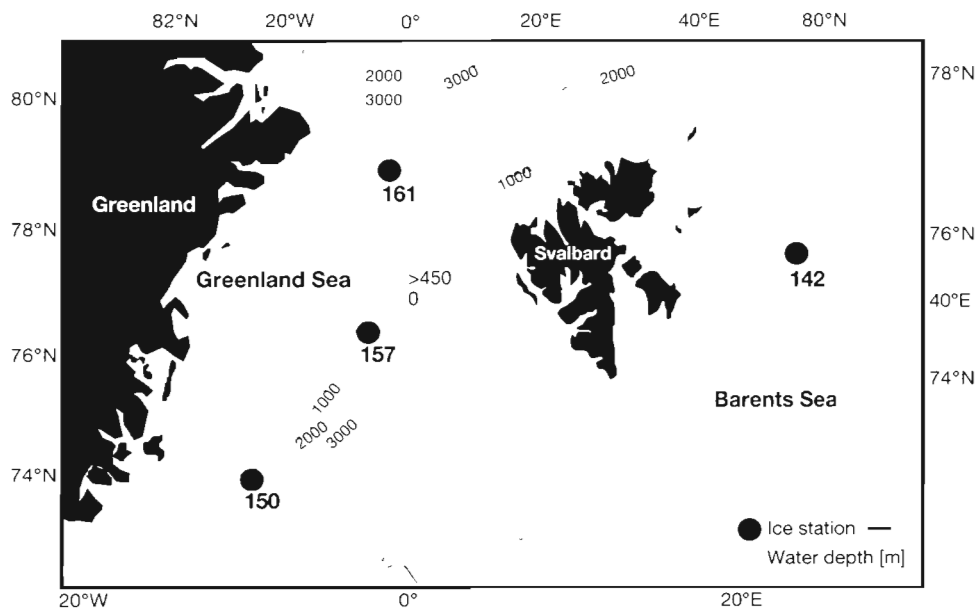 82°N 20°W 0° 20°E 40°E 80°N
2000 3000 2000 78°N
80°N 3000
1000
161
Greenland
78°N 76°N
Svalbard
Greenland Sea >450 142
0 40°E
157
76°N 74°N
1000 Barents Sea
2000 3000
74°N
150
Ice station
Water depth [m]
20°W 0° 20°E